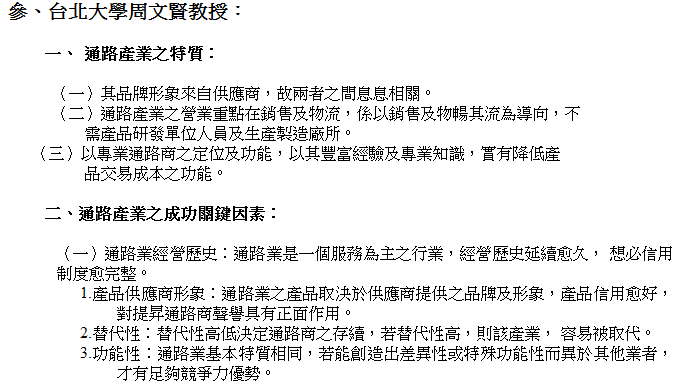 參、台北大學周文賢教授：
一、 通路產業之特質：
（一）其品牌形象來自供應商，故兩者之間息息相關。
（二）通路產業之營業重點在銷售及物流，係以銷售及物暢其流為導向，不
需產品研發單位人員及生產製造廠所。
（三）以專業通路商之定位及功能，以其豐富經驗及專業知識，實有降低產
品交易成本之功能。
二、通路產業之成功關鍵因素：
（一）通路業經營歷史：通路業是一個服務為主之行業，經營歷史延續愈久， 想必信用
制度愈完整。
1.產品供應商形象：通路業之產品取決於供應商提供之品牌及形象，產品信用愈好，
對提昇通路商聲譽具有正面作用。
2.替代性：替代性高低決定通路商之存續，若替代性高，則該產業， 容易被取代。
3.功能性：通路業基本特質相同，若能創造出差異性或特殊功能性而異於其他業者，
才有足夠競爭力優勢。